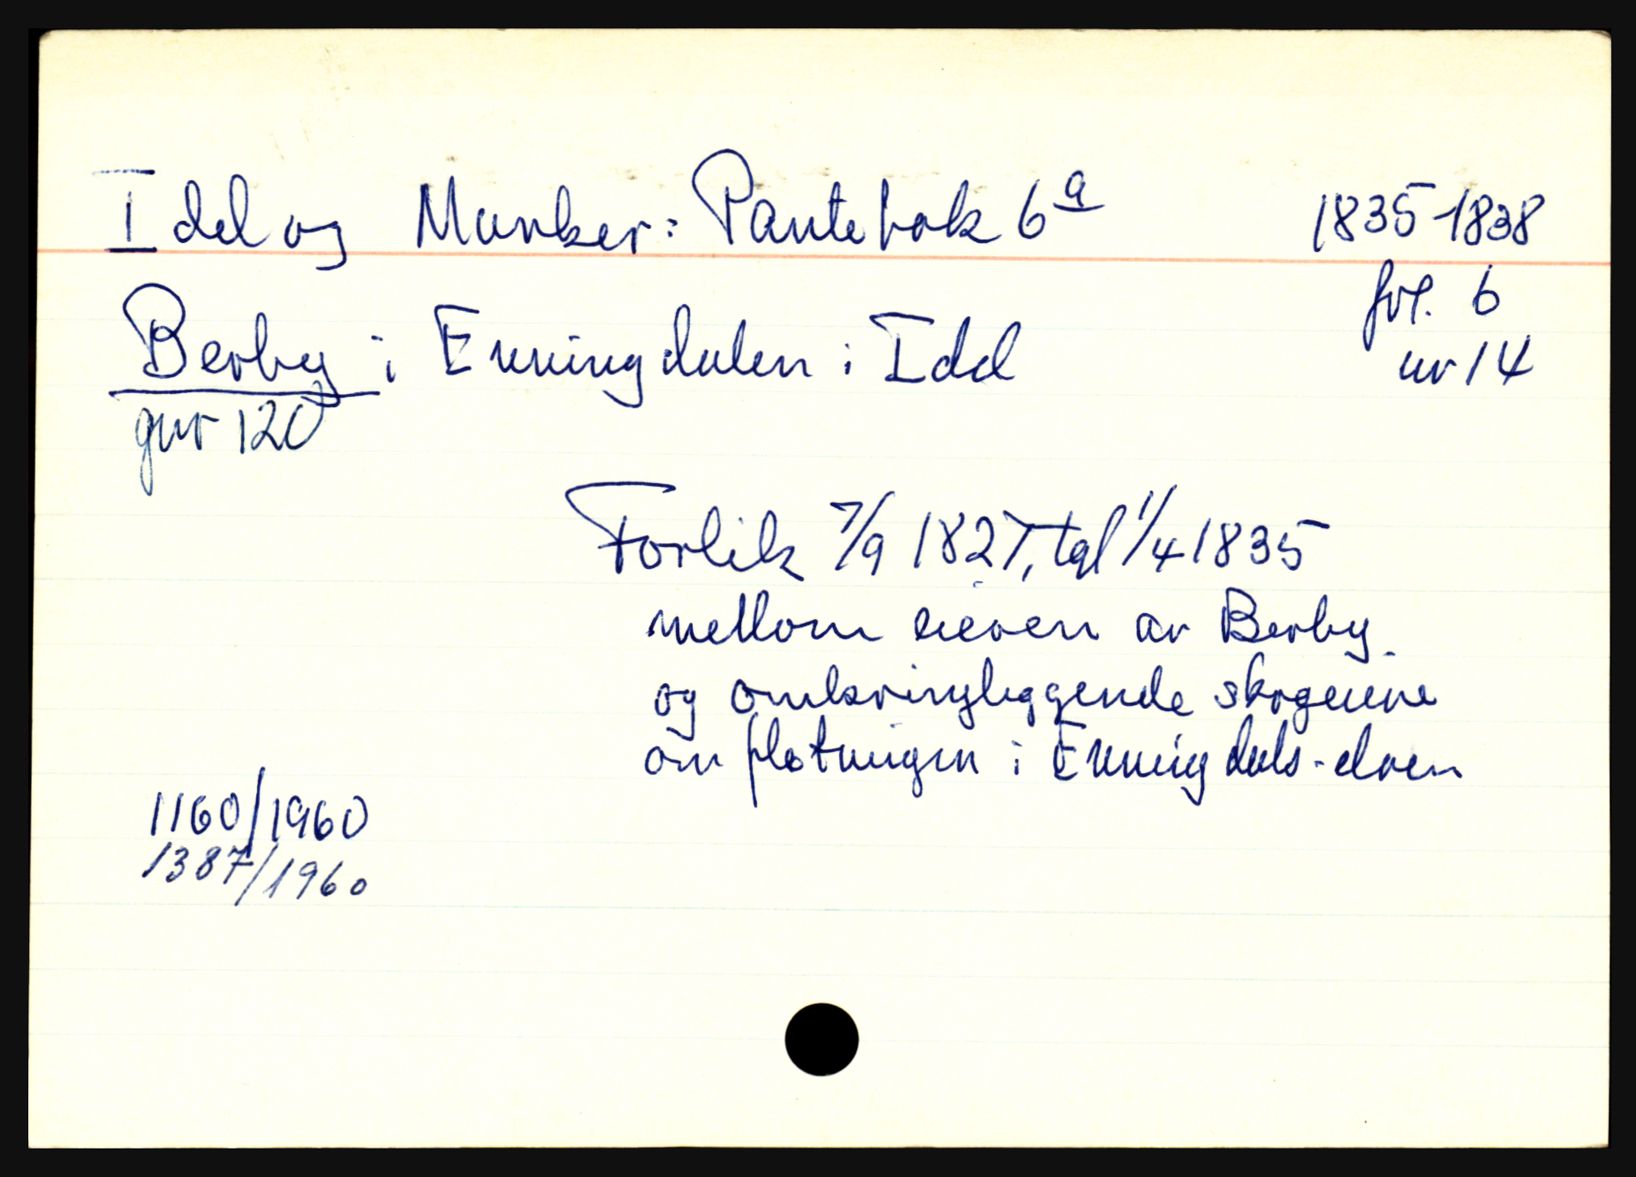 Idd og Marker: Pantebok 6a 1835-1838
fol. 6
Berby i Enningdalen i Idd nr 14
gnr 120
Forlik 7/9 1827, tgl 1/4 1835
mellom eieren av Berby
og omkringliggende skogeiere
om fløtningen i Enningdals-elven
1160/1960
1387/1960